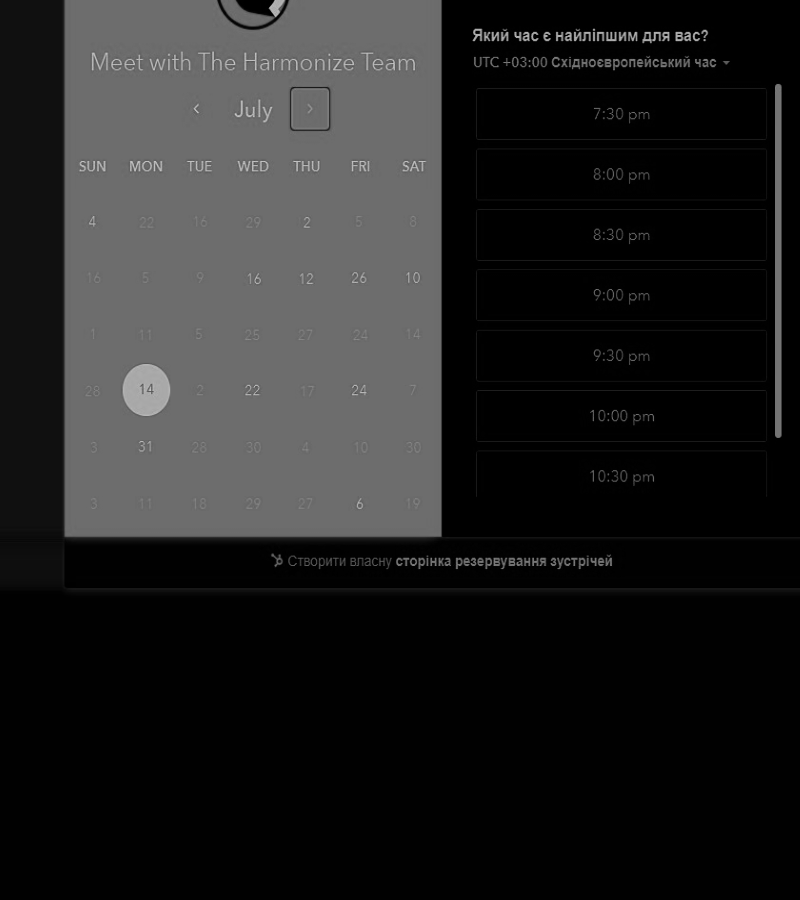 Meet with The Harmonize Team
July
SUN MON TUE WED THU FRI SAT
4 22 16 29 2 5 8
16 5 9 16 12 26 10
1 11 5 25 27 24 14
28 14 2 22 17 24 7
3 31 28 30 4 10 30
3 11 18 29 27 6 19
Який час є найліпшим для вас?
UTC +03:00 Східноєвропейський час
7:30 pm
8:00 pm
8:30 pm
9:00 pm
9:30 pm
10:00 pm
10:30 pm
Створити власну сторінка резервування зустрічей